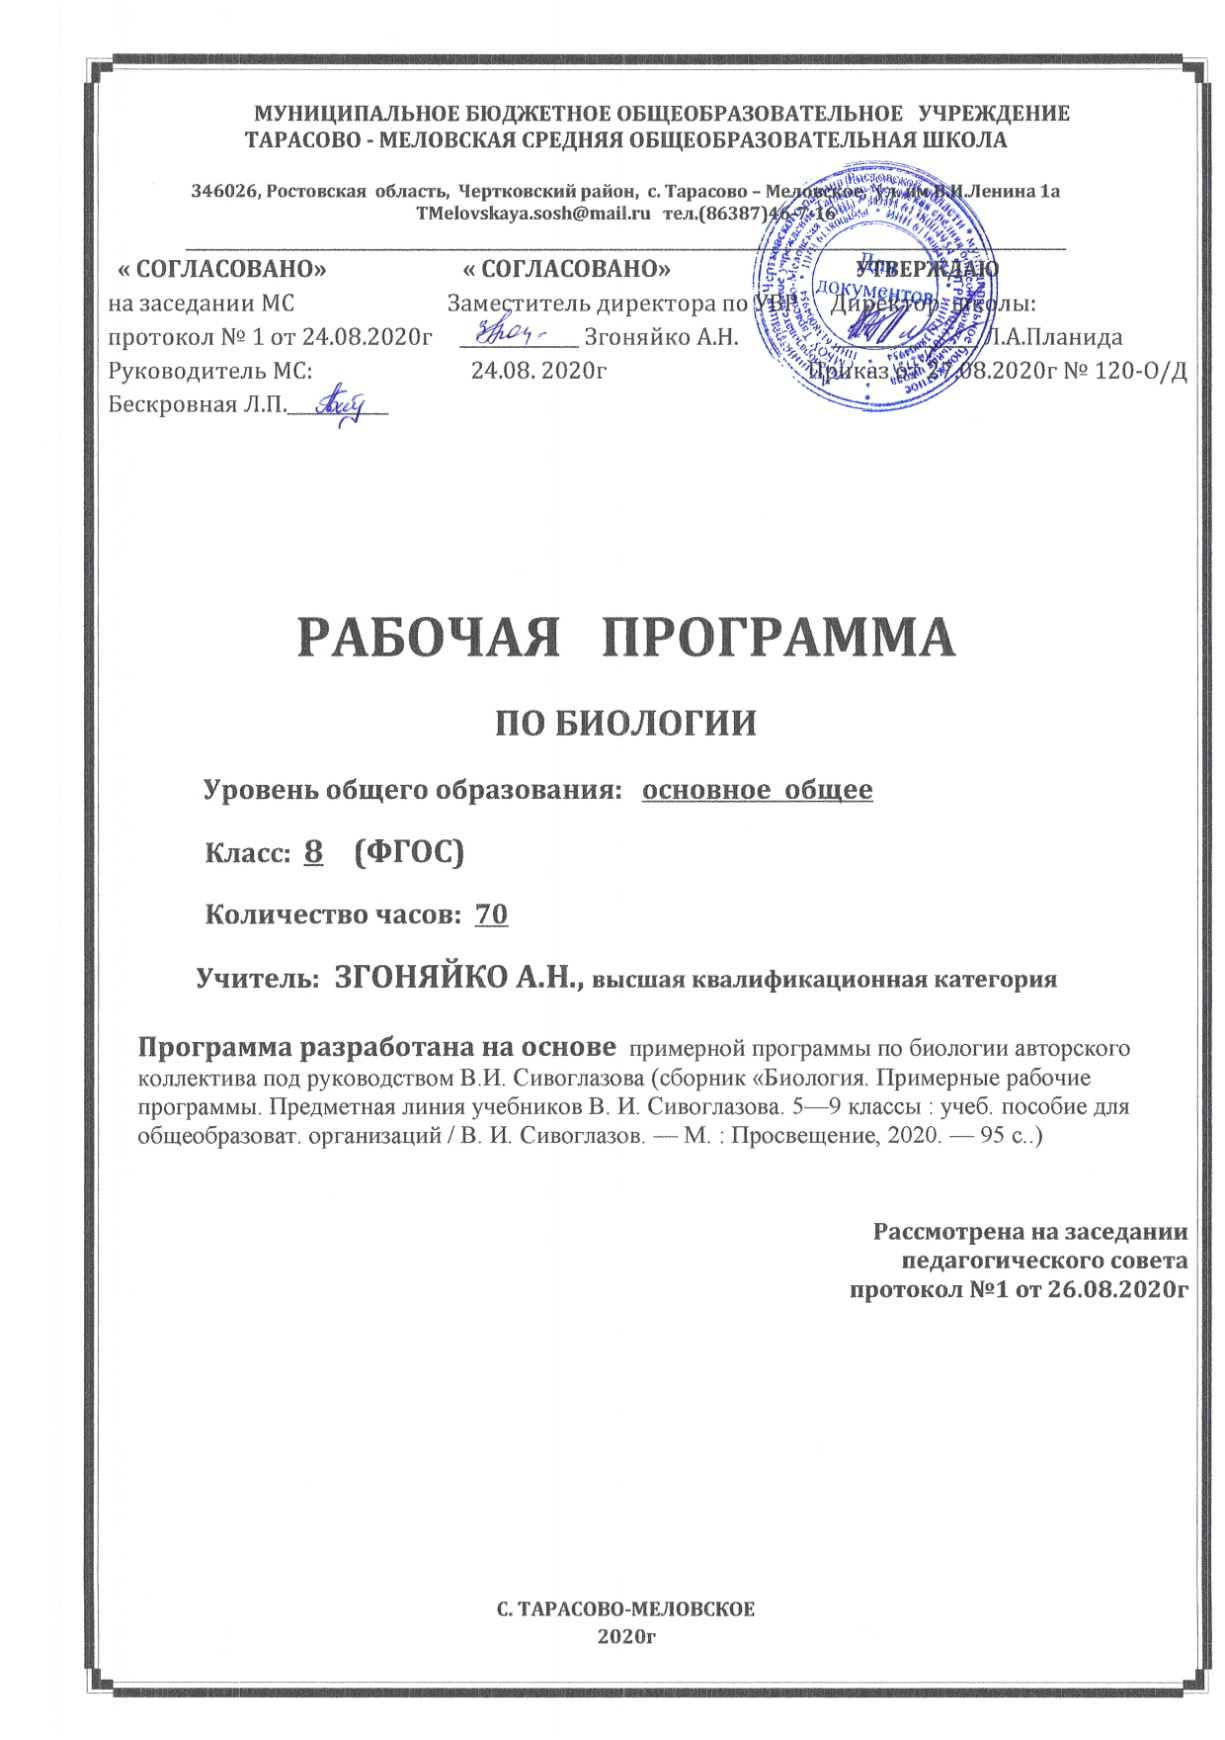 МУНИЦИПАЛЬНОЕ БЮДЖЕТНОЕ ОБЩЕОБРАЗОВАТЕЛЬНОЕ УЧРЕЖДЕНИЕ
ТАРАСОВО - МЕЛОВСКАЯ СРЕДНЯЯ ОБЩЕОБРАЗОВАТЕЛЬНАЯ ШКОЛА
346026, Ростовская область, Чертковский район, с. Тарасово – Меловское, ул. им В.И.Ленина 1а
TMelovskaya.sosh@mail.ru тел.(86387)46-7-16
« СОГЛАСОВАНО» « СОГЛАСОВАНО» УТВЕРЖДАЮ
на заседании МС Заместитель директора по УВР Директор школы:
протокол № 1 от 24.08.2020г Згоняйко А.Н. Л.А.Планида
Руководитель МС: 24.08. 2020г Приказ от .08.2020г № 120-О/Д
Бескровная Л.П.
Для
документов
РАБОЧАЯ ПРОГРАММА
ПО БИОЛОГИИ
Уровень общего образования: основное общее
Класс: 8 (ФГОС)
Количество часов: 70
Учитель: ЗГОНЯЙКО А.Н., высшая квалификационная категория
Программа разработана на основе примерной программы по биологии авторского
коллектива под руководством В.И. Сивоглазова (сборник «Биология. Примерные рабочие
программы. Предметная линия учебников В. И. Сивоглазова. 5—9 классы : учеб. пособие для
общеобразоват. организаций / В. И. Сивоглазов. — М. : Просвещение, 2020. — 95 с..)
Рассмотрена на заседании
педагогического совета
протокол №1 от 26.08.2020г
С. ТАРАСОВО-МЕЛОВСКОЕ
2020г